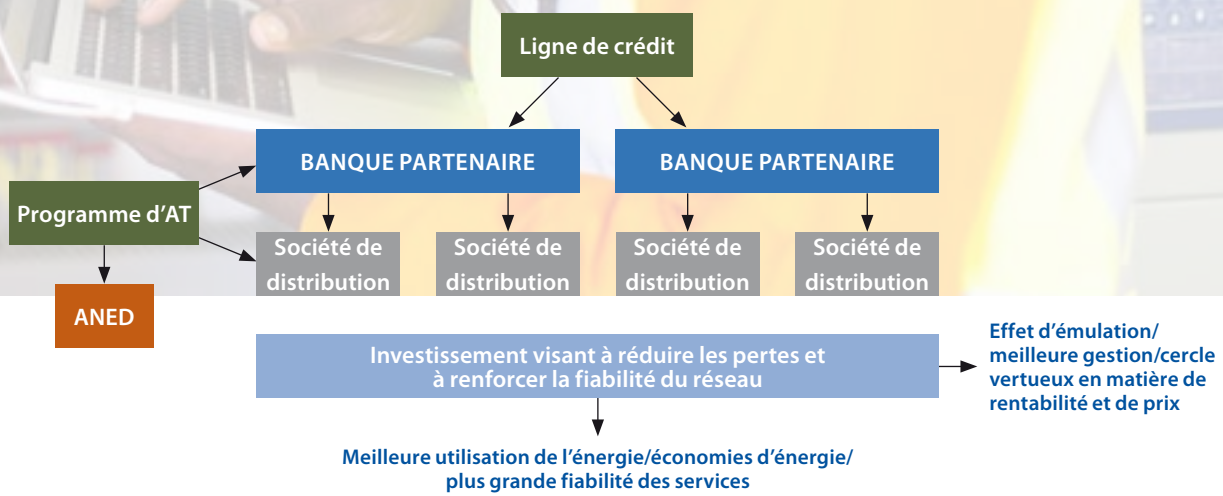 Ligne de crédit
BANQUE PARTENAIRE
BANQUE PARTENAIRE
Programme d’AT
Société de
distribution
Société de
distribution
Société de
distribution
Société de
distribution
ANED
Investissement visant à réduire les pertes et
à renforcer la fiabilité du réseau
Effet d’émulation/
meilleure gestion/cercle
vertueux en matière de
rentabilité et de prix
Meilleure utilisation de l’énergie/économies d’énergie/
plus grande fiabilité des services